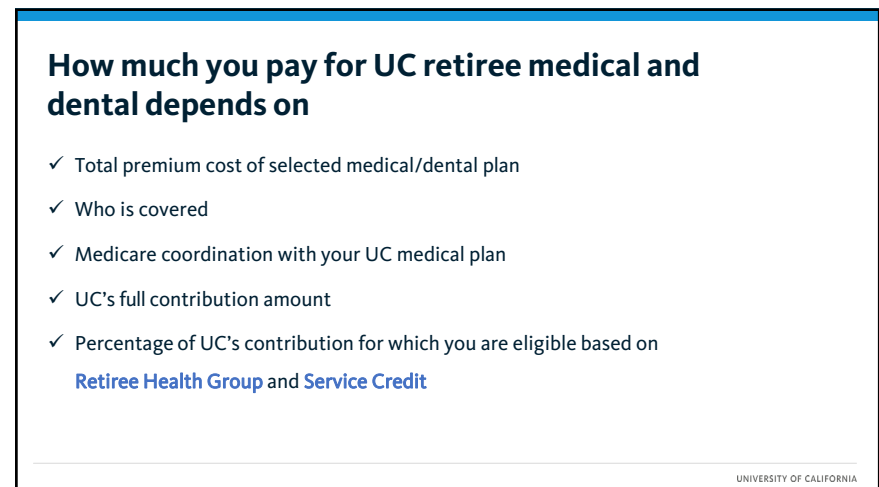 How much you pay for UC retiree medical and
dental depends on
✓ Total premium cost of selected medical/dental plan
✓ Who is covered
✓ Medicare coordination with your UC medical plan
✓ UC’s full contribution amount
✓ Percentage of UC’s contribution for which you are eligible based on
Retiree Health Group and Service Credit
UNIVERSITY OF CALIFORNIA